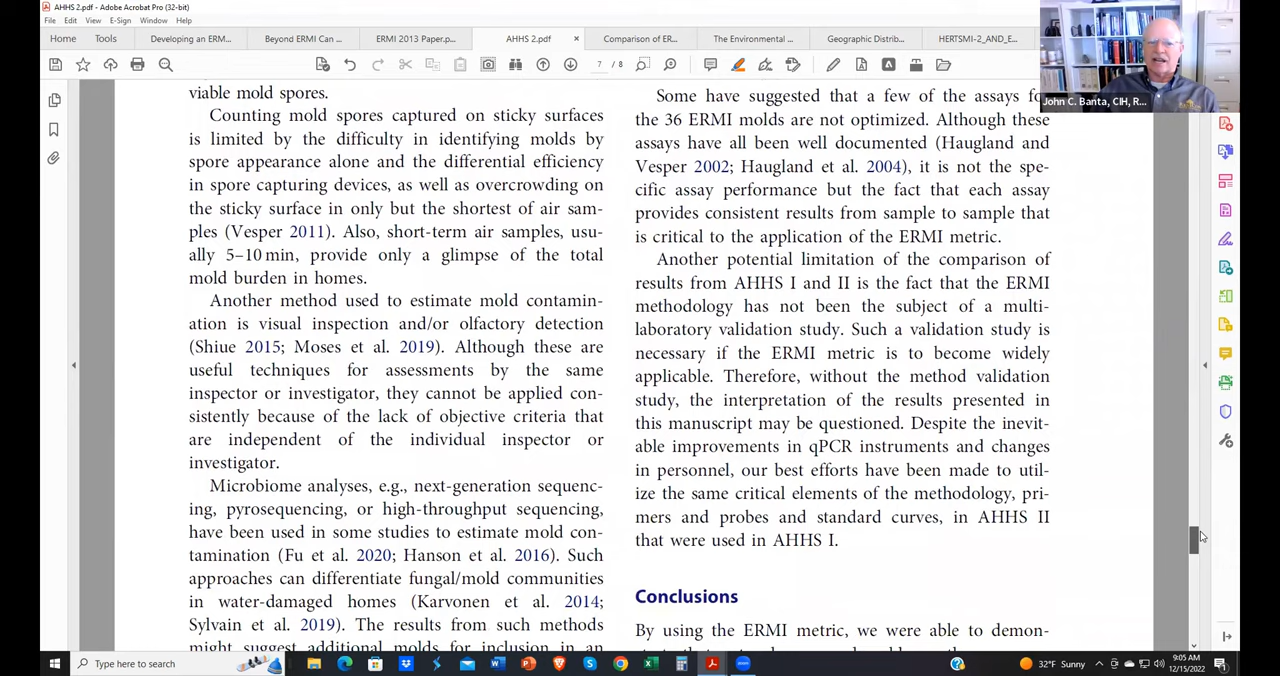 AHHS 2.pdf - Adobe Acrobat Pro (32-bit)
File Edit View E-Sign Window Help
Home Tools Developing an ERM... Beyond ERMI Can ... ERMI 2013 Paper.p... AHHS 2.pdf × Comparison of ER... The Environmental ... Geographic Distrib... HERTSMI-2_AND_E...
7 / 8
John C. Banta, CIH, R...
viable mold spores.
Counting mold spores captured on sticky surfaces
is limited by the difficulty in identifying molds by
spore appearance alone and the differential efficiency
in spore capturing devices, as well as overcrowding on
the sticky surface in only but the shortest of air sam-
ples (Vesper 2011). Also, short-term air samples, usu-
ally 5–10 min, provide only a glimpse of the total
mold burden in homes.
Another method used to estimate mold contamin-
ation is visual inspection and/or olfactory detection
(Shiue 2015; Moses et al. 2019). Although these are
useful techniques for assessments by the same
inspector or investigator, they cannot be applied con-
sistently because of the lack of objective criteria that
are independent of the individual inspector or
investigator.
Microbiome analyses, e.g., next-generation sequenc-
ing, pyrosequencing, or high-throughput sequencing,
have been used in some studies to estimate mold con-
tamination (Fu et al. 2020; Hanson et al. 2016). Such
approaches can differentiate fungal/mold communities
in water-damaged homes (Karvonen et al. 2014;
Sylvain et al. 2019). The results from such methods
might suggest additional molds for inclusion in an
Some have suggested that a few of the assays for
the 36 ERMI molds are not optimized. Although these
assays have all been well documented (Haugland and
Vesper 2002; Haugland et al. 2004), it is not the spe-
cific assay performance but the fact that each assay
provides consistent results from sample to sample that
is critical to the application of the ERMI metric.
Another potential limitation of the comparison of
results from AHHS I and II is the fact that the ERMI
methodology has not been the subject of a multi-
laboratory validation study. Such a validation study is
necessary if the ERMI metric is to become widely
applicable. Therefore, without the method validation
study, the interpretation of the results presented in
this manuscript may be questioned. Despite the inevit-
able improvements in qPCR instruments and changes
in personnel, our best efforts have been made to util-
ize the same critical elements of the methodology, pri-
mers and probes and standard curves, in AHHS II
that were used in AHHS I.
Conclusions
By using the ERMI metric, we were able to demon-
Type here to search
32°F Sunny
9:05 AM
12/15/2022